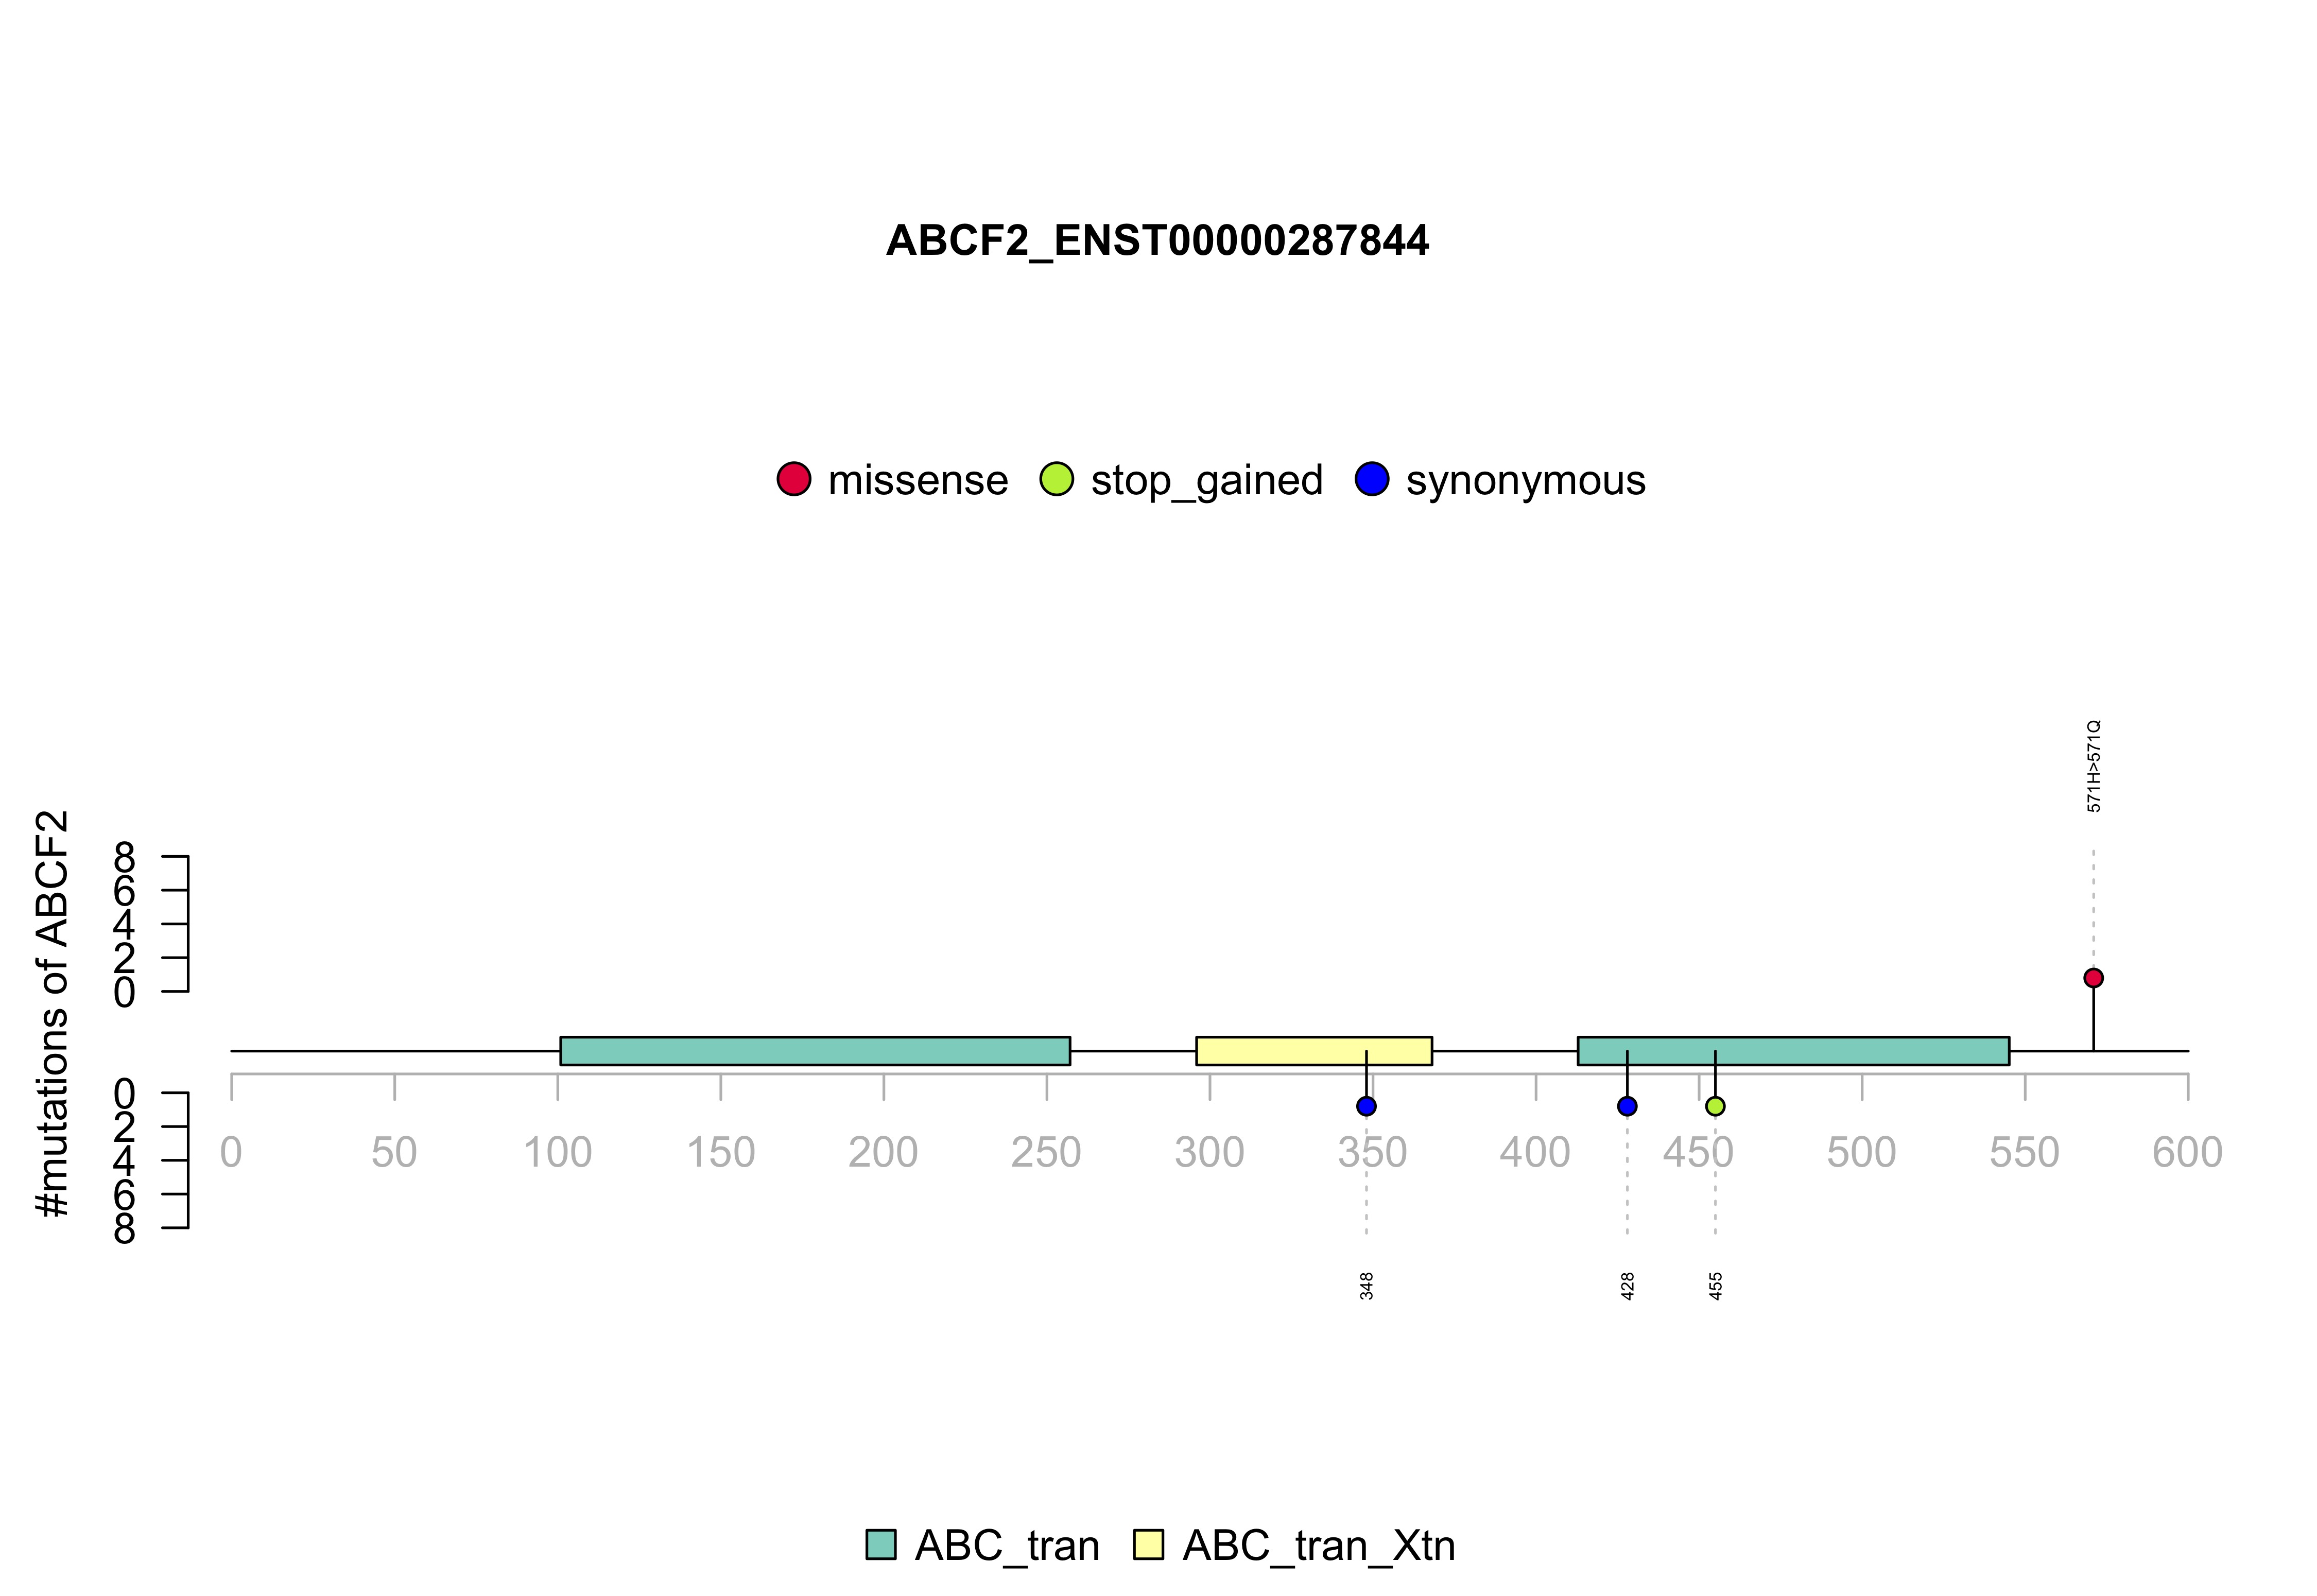 ABCF2_ENST00000287844
missense stop_gained synonymous
571H>571Q
#mutations of ABCF2
8
6
4
2
0
0
2
4
6
8
0 50 100 150 200 250 300 350 400 450 500 550 600
348 428 455
ABC_tran ABC_tran_Xtn